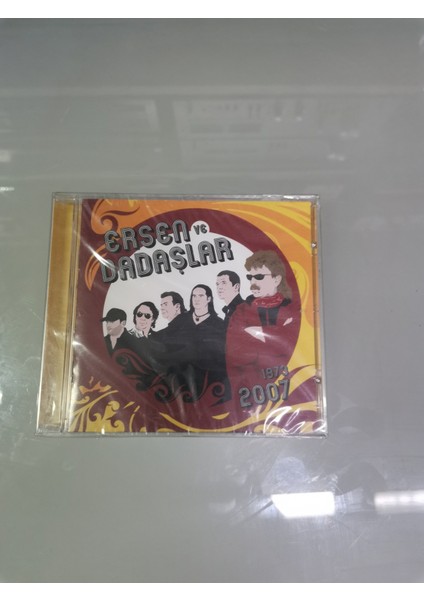 ERSEN VE
DADAŞLAR
1974
2007